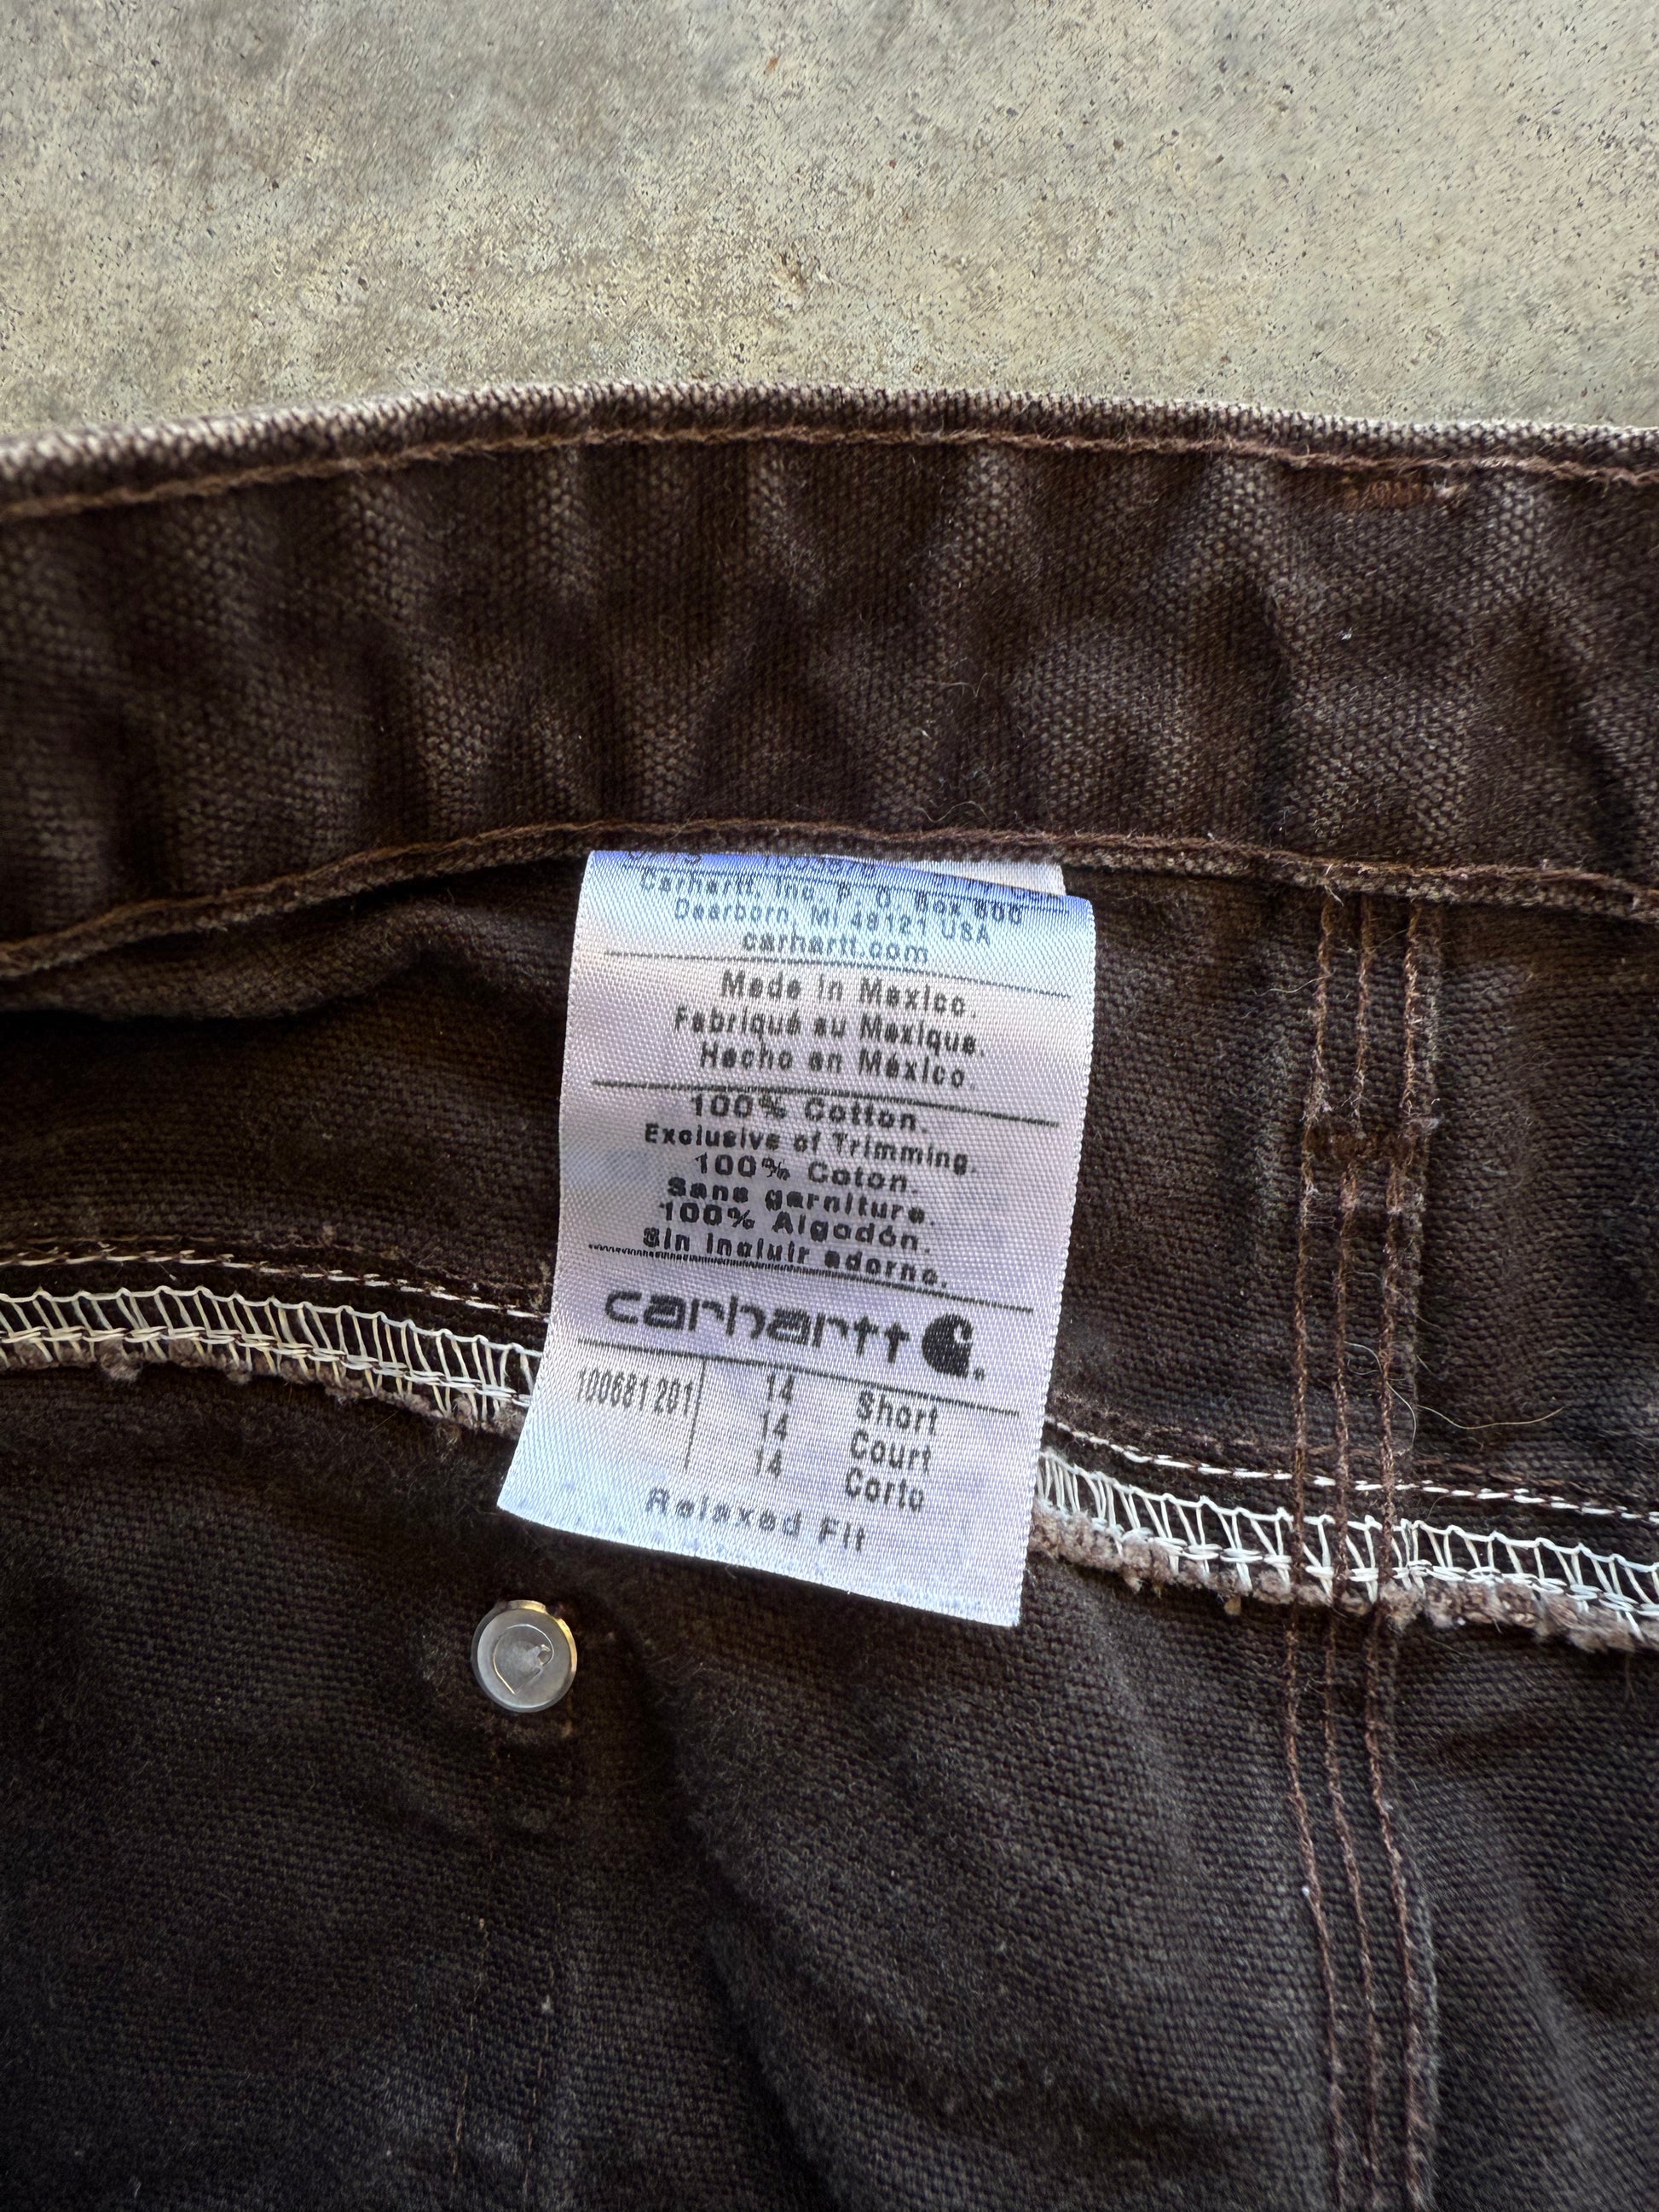 Carhartt, Inc. P. O. Box 600
Dearborn, MI 48121 USA
carhartt.com
Made in Mexico.
Fabriqué au Mexique.
Hecho en México.
100% Cotton.
Exclusive of Trimming.
100% Coton.
Sans garniture.
100% Algodón.
Sin incluir adorno.
carhartt
100681 201 14 Short
14 Court
14 Corto
Relaxed Fit